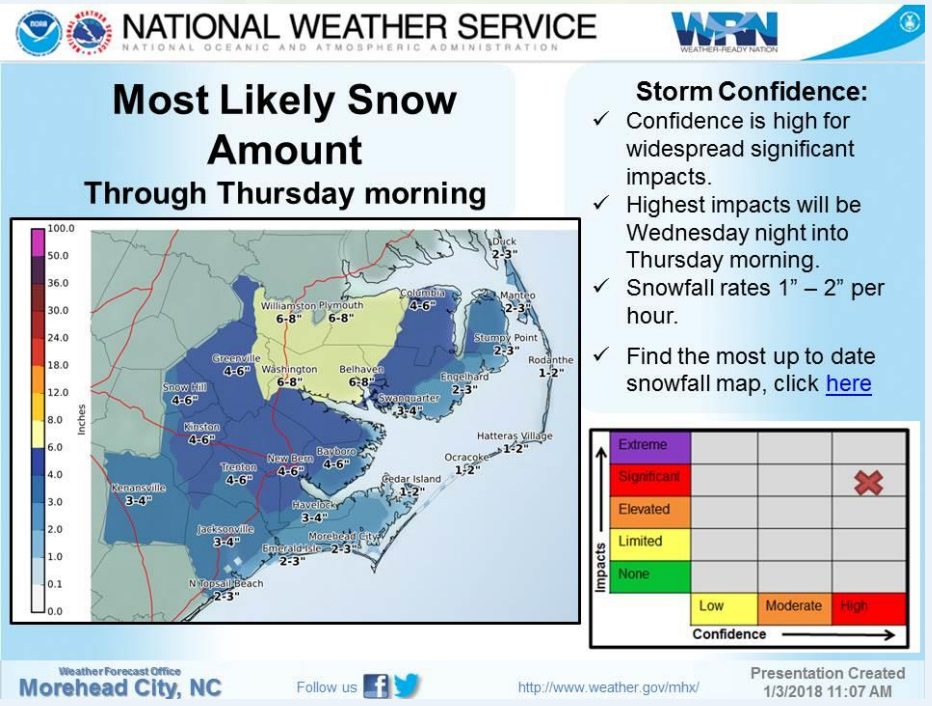 NATIONAL WEATHER SERVICE
NATIONAL OCEANIC AND ATMOSPHERIC ADMINISTRATION
NOAA
WRN
WEATHER-READY NATION
Most Likely Snow
Amount
Through Thursday morning
Storm Confidence:
✓ Confidence is high for
widespread significant
impacts.
✓ Highest impacts will be
Wednesday night into
Thursday morning.
✓ Snowfall rates 1” – 2” per
hour.
✓ Find the most up to date
snowfall map, click here
Inches
100.0
50.0
36.0
30.0
24.0
18.0
12.0
8.0
6.0
4.0
3.0
2.0
1.0
0.1
0.0
Duck
2-3"
Williamston
6-8"
Plymouth
6-8"
Columbia
4-6"
Manteo
2-3"
Stumpy Point
2-3"
Rodanthe
1-2"
Greenville
4-6"
Washington
6-8"
Belhaven
6-8"
Engelhard
2-3"
Snow Hill
4-6"
Swanquarter
3-4"
Kinston
4-6"
Hatteras Village
1-2"
Ocracoke
1-2"
Trenton
4-6"
New Bern
4-6"
Bayboro
4-6"
Cedar Island
1-2"
Kenansville
3-4"
Havelock
3-4"
Jacksonville
3-4"
Morehead City
2-3"
Emerald Isle
2-3"
N Topsail Beach
2-3"
Impacts
Extreme
Significant
Elevated
Limited
None
Low
Moderate
High
Confidence
Weather Forecast Office
Morehead City, NC
Follow us
http://www.weather.gov/mhx/
Presentation Created
1/3/2018 11:07 AM